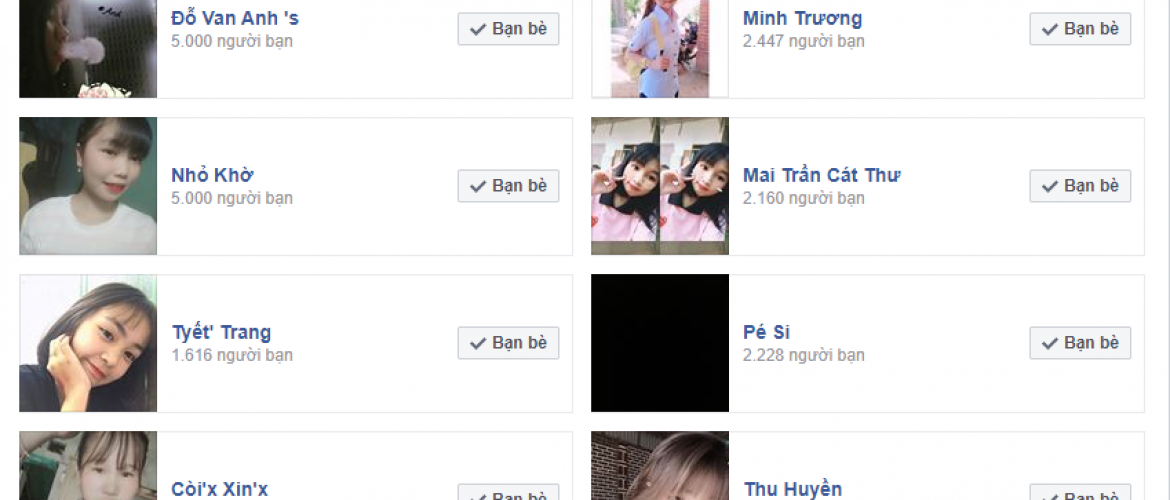 Đỗ Van Anh 's
5.000 người bạn
Bạn bè
Minh Trương
2.447 người bạn
Bạn bè
Nhỏ Khờ
5.000 người bạn
Bạn bè
Mai Trần Cát Thư
2.160 người bạn
Bạn bè
Tyết' Trang
1.616 người bạn
Bạn bè
Pé Si
2.228 người bạn
Bạn bè
Còi'x Xin'x
Bạn bè
Thu Huyền
Bạn bè